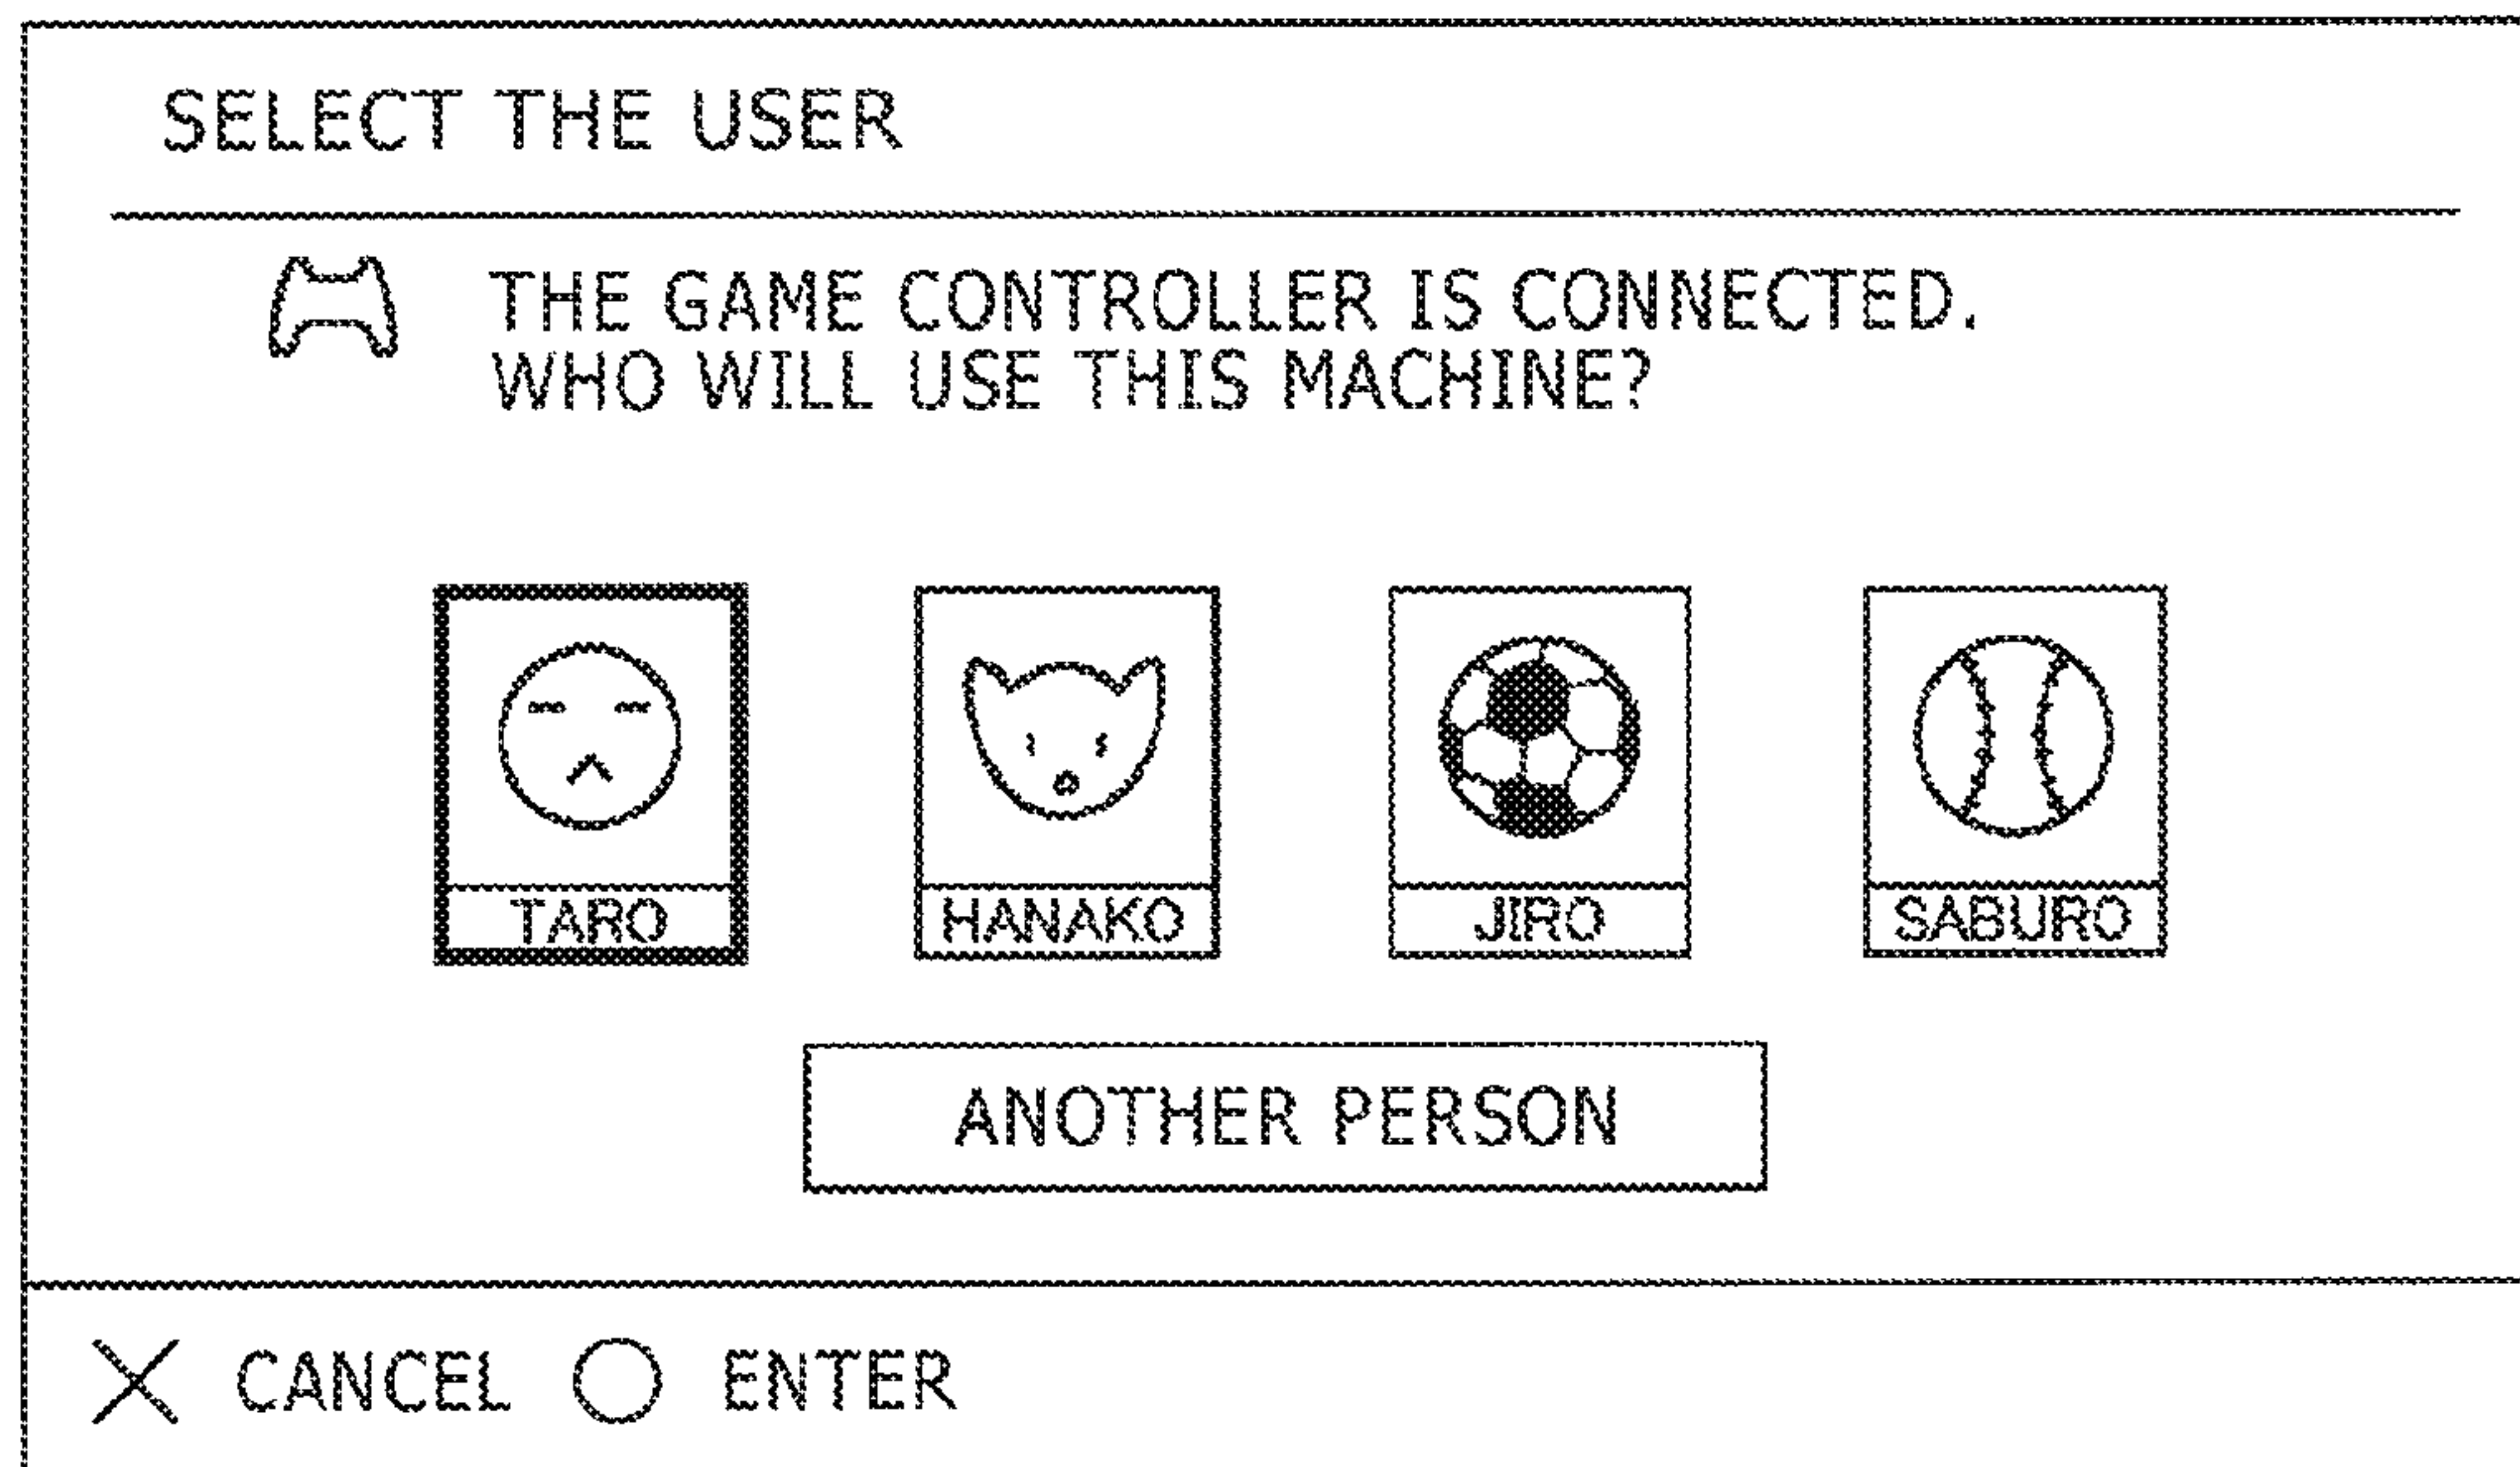 SELECT THE USER
THE GAME CONTROLLER IS CONNECTED.
WHO WILL USE THIS MACHINE?
TARO HANAKO JIRO SABURO
ANOTHER PERSON
CANCEL ENTER